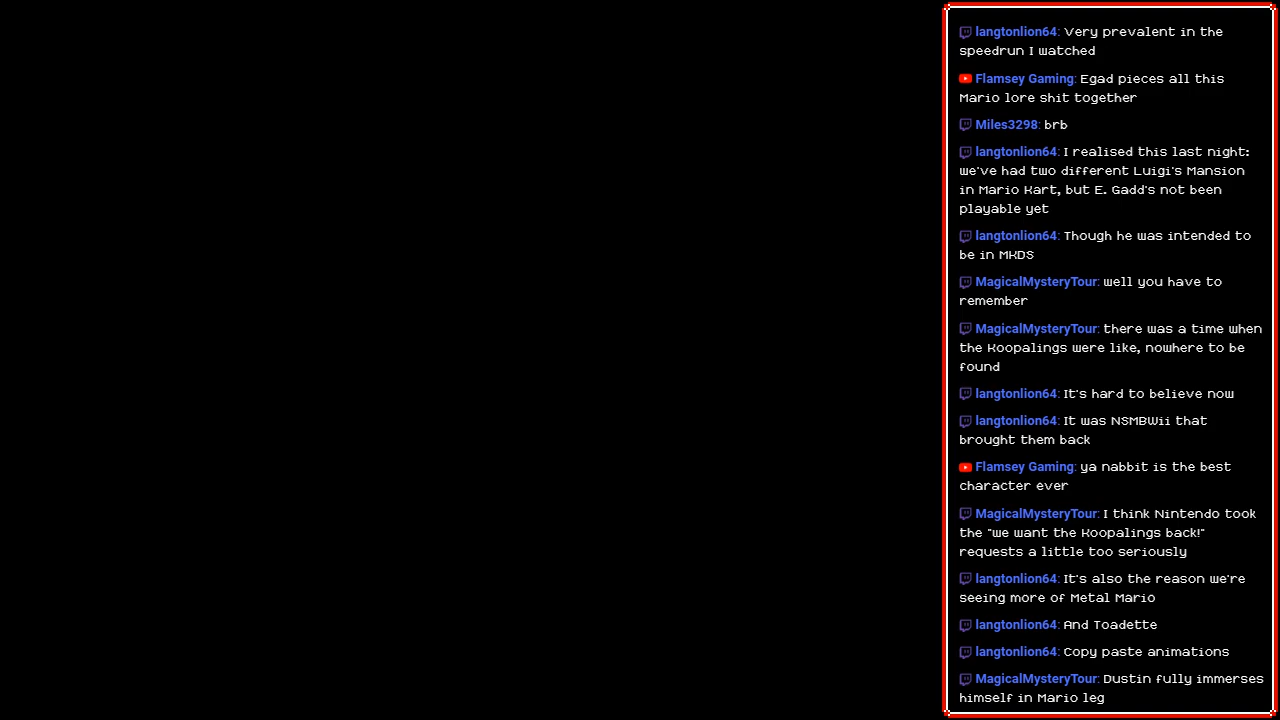 langtonlion64: Very prevalent in the
speedrun I watched
Flamsey Gaming: Egad pieces all this
Mario lore shit together
Miles3298: brb
langtonlion64: I realised this last night:
we've had two different Luigi's Mansion
in Mario Kart, but E. Gadd's not been
playable yet
langtonlion64: Though he was intended to
be in MKDS
MagicalMysteryTour: well you have to
remember
MagicalMysteryTour: there was a time when
the Koopalings were like, nowhere to be
found
langtonlion64: It's hard to believe now
langtonlion64: It was NSMBWii that
brought them back
Flamsey Gaming: ya nabbit is the best
character ever
MagicalMysteryTour: I think Nintendo took
the "we want the Koopalings back!"
requests a little too seriously
langtonlion64: It's also the reason we're
seeing more of Metal Mario
langtonlion64: And Toadette
langtonlion64: Copy paste animations
MagicalMysteryTour: Dustin fully immerses
himself in Mario leg